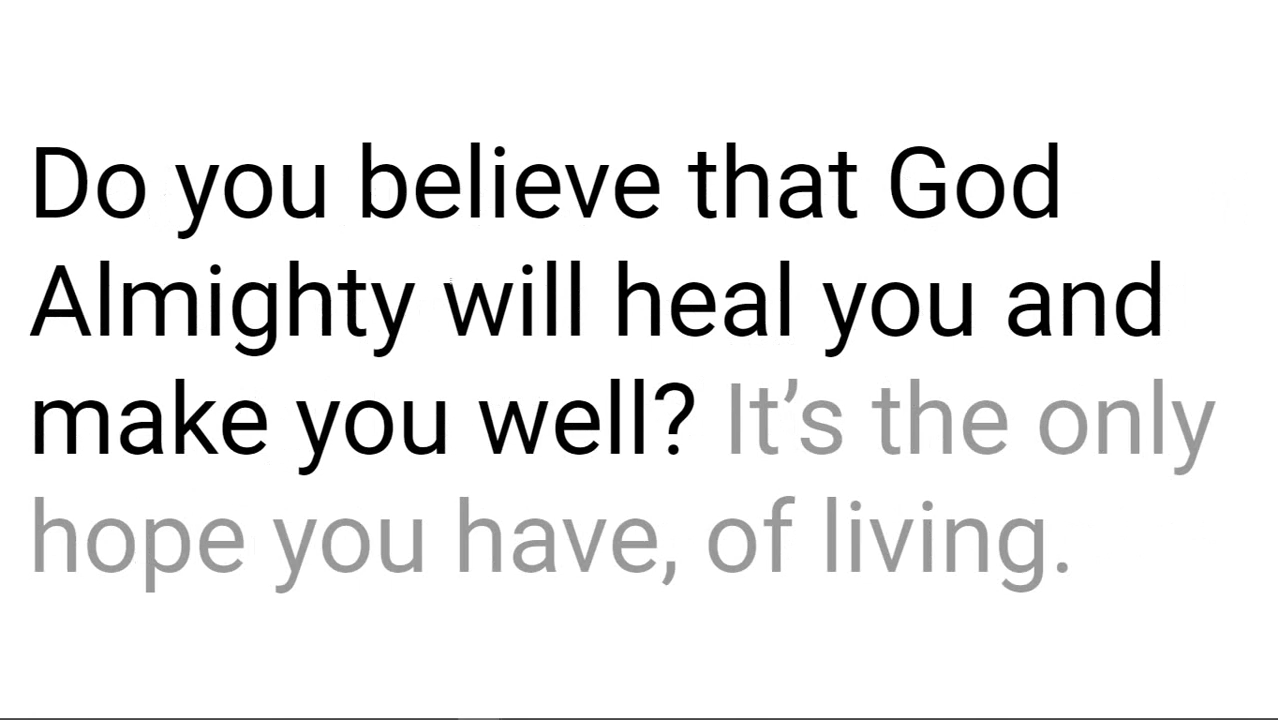 Do you believe that God
Almighty will heal you and
make you well? It’s the only
hope you have, of living.